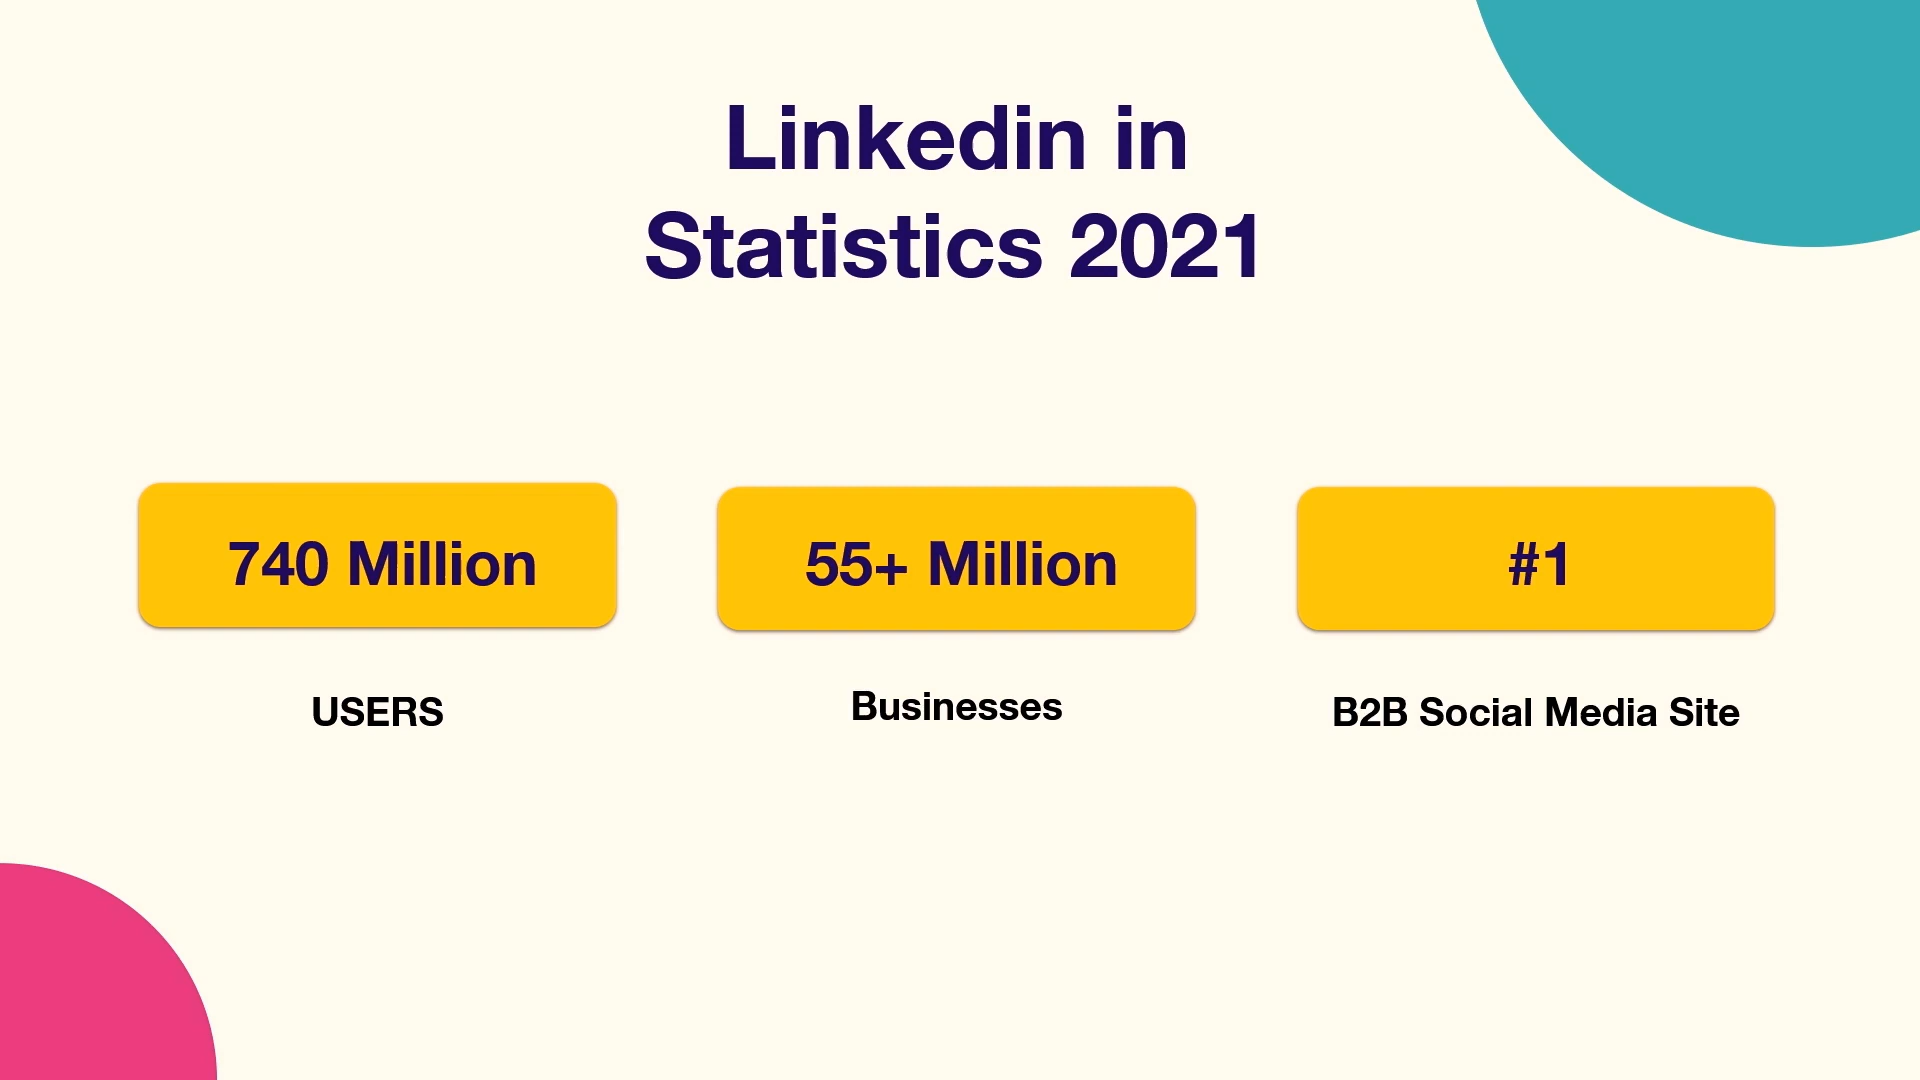 Linkedin in
Statistics 2021
740 Million
55+ Million
#1
USERS
Businesses
B2B Social Media Site